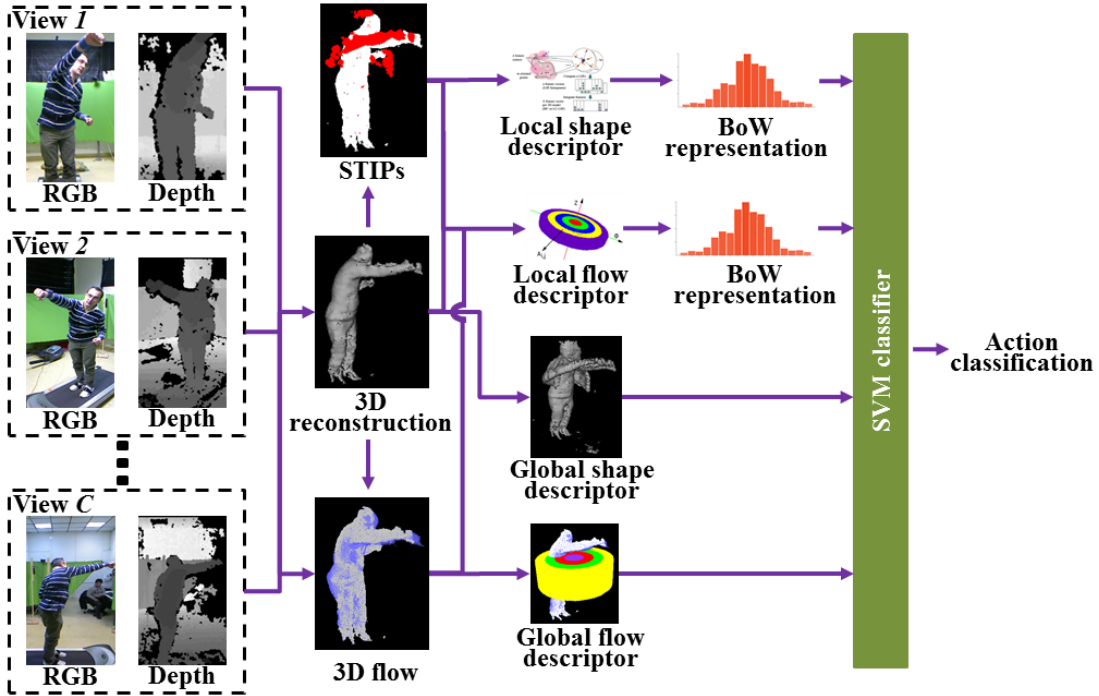 View 1
RGB
Depth
View 2
RGB
Depth
View C
RGB
Depth
STIPs
3D
reconstruction
3D flow
Local shape
descriptor
BoW
representation
Local flow
descriptor
BoW
representation
Global shape
descriptor
Global flow
descriptor
SVM classifier
Action
classification